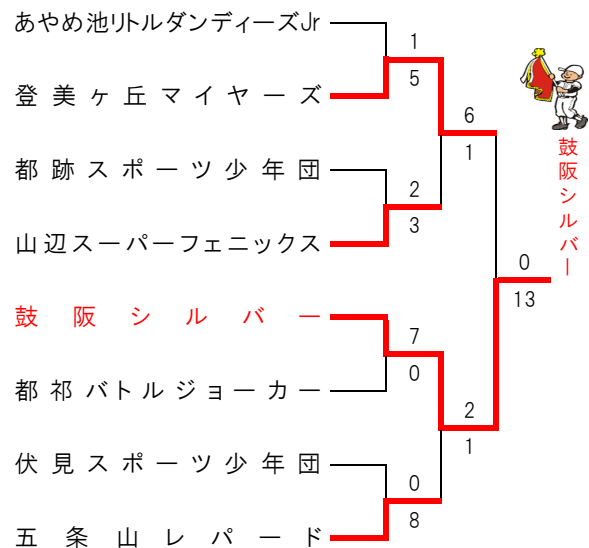 あやめ池リトルダンディーズJr
1
5
登美ヶ丘マイヤーズ
6
1
都跡スポーツ少年団
2
3
山辺スーパーフェニックス
鼓阪シルバー
0
13
鼓阪シルバー
7
0
都祁バトルジョーカー
2
1
伏見スポーツ少年団
0
8
五条山レパード